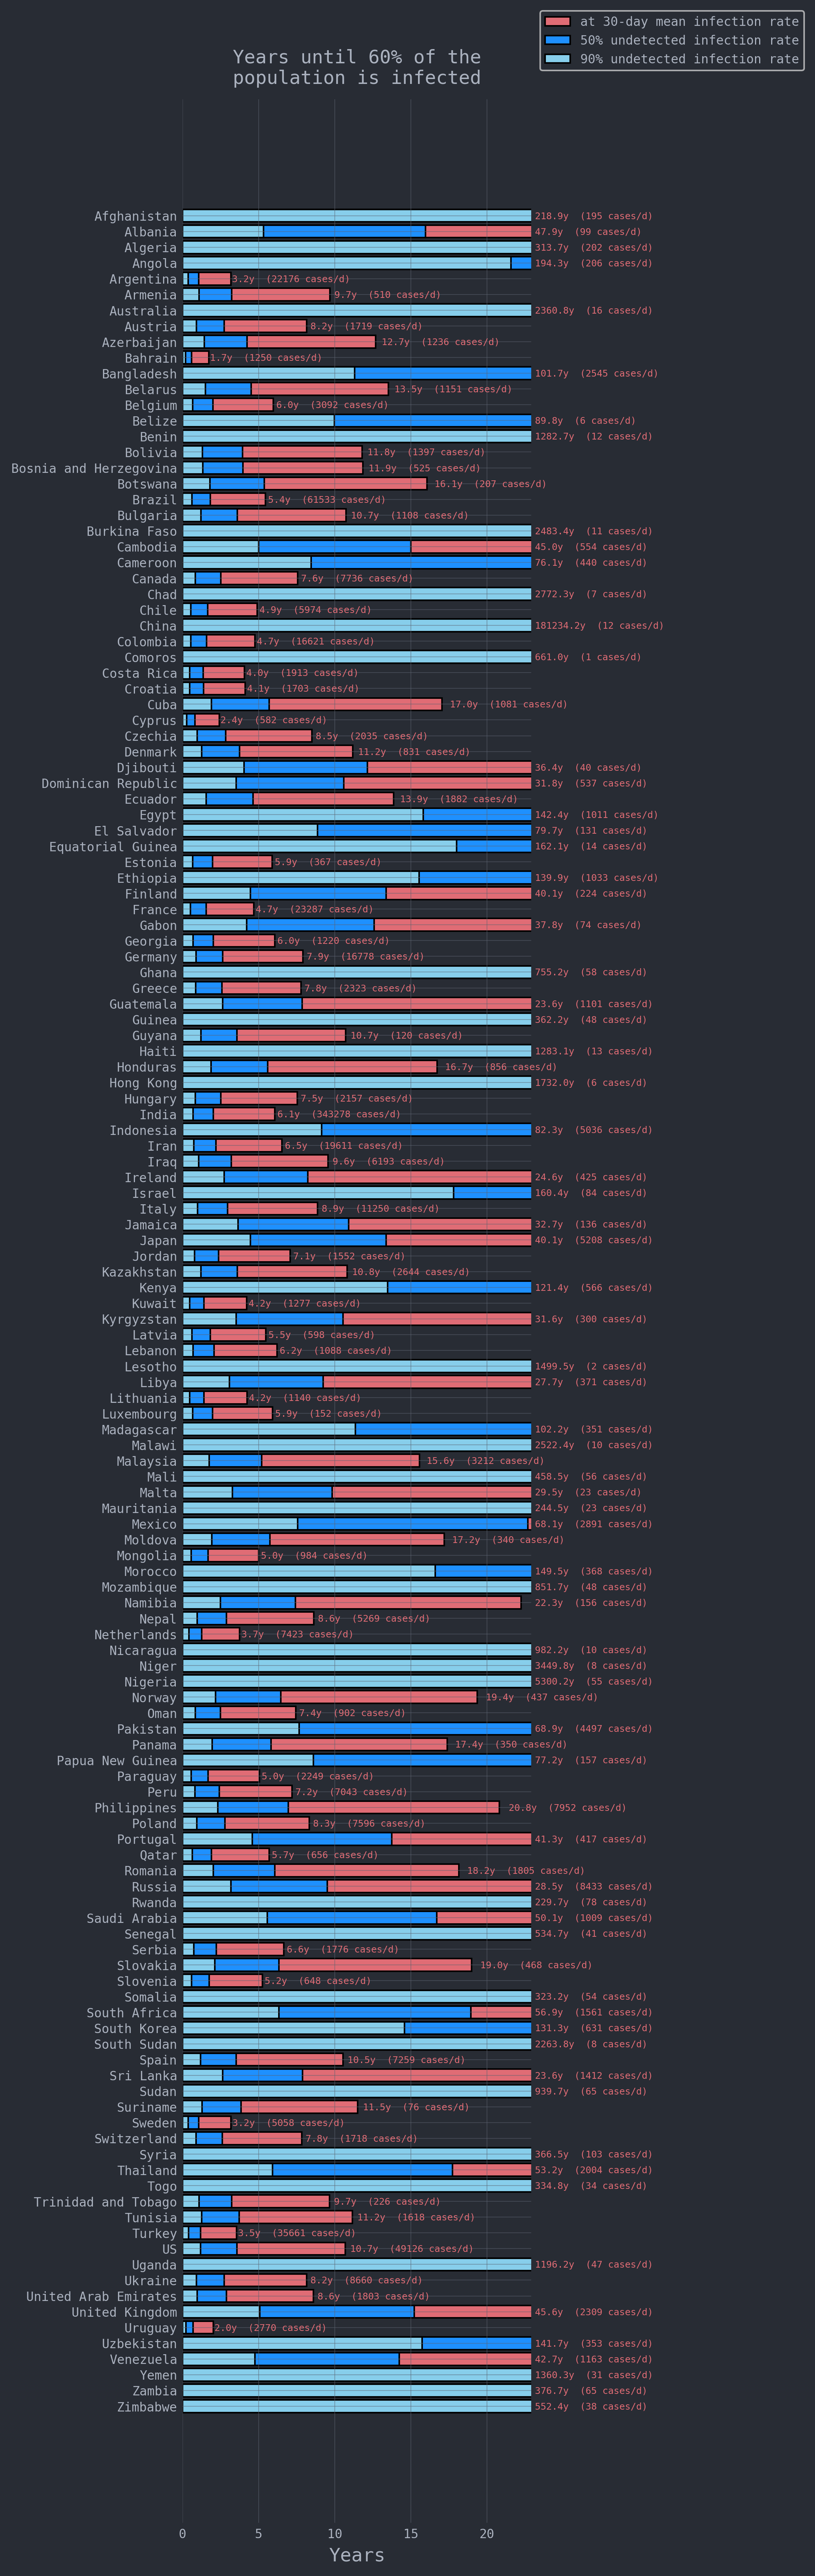 at 30-day mean infection rate
50% undetected infection rate
90% undetected infection rate
Years until 60% of the
population is infected
Afghanistan 218.9y (195 cases/d)
Albania 47.9y (99 cases/d)
Algeria 313.7y (202 cases/d)
Angola 194.3y (206 cases/d)
Argentina 3.2y (22176 cases/d)
Armenia 9.7y (510 cases/d)
Australia 2360.8y (16 cases/d)
Austria 8.2y (1719 cases/d)
Azerbaijan 12.7y (1236 cases/d)
Bahrain 1.7y (1250 cases/d)
Bangladesh 101.7y (2545 cases/d)
Belarus 13.5y (1151 cases/d)
Belgium 6.0y (3092 cases/d)
Belize 89.8y (6 cases/d)
Benin 1282.7y (12 cases/d)
Bolivia 11.8y (1397 cases/d)
Bosnia and Herzegovina 11.9y (525 cases/d)
Botswana 16.1y (207 cases/d)
Brazil 5.4y (61533 cases/d)
Bulgaria 10.7y (1108 cases/d)
Burkina Faso 2483.4y (11 cases/d)
Cambodia 45.0y (554 cases/d)
Cameroon 76.1y (440 cases/d)
Canada 7.6y (7736 cases/d)
Chad 2772.3y (7 cases/d)
Chile 4.9y (5974 cases/d)
China 181234.2y (12 cases/d)
Colombia 4.7y (16621 cases/d)
Comoros 661.0y (1 cases/d)
Costa Rica 4.0y (1913 cases/d)
Croatia 4.1y (1703 cases/d)
Cuba 17.0y (1081 cases/d)
Cyprus 2.4y (582 cases/d)
Czechia 8.5y (2035 cases/d)
Denmark 11.2y (831 cases/d)
Djibouti 36.4y (40 cases/d)
Dominican Republic 31.8y (537 cases/d)
Ecuador 13.9y (1882 cases/d)
Egypt 142.4y (1011 cases/d)
El Salvador 79.7y (131 cases/d)
Equatorial Guinea 162.1y (14 cases/d)
Estonia 5.9y (367 cases/d)
Ethiopia 139.9y (1033 cases/d)
Finland 40.1y (224 cases/d)
France 4.7y (23287 cases/d)
Gabon 37.8y (74 cases/d)
Georgia 6.0y (1220 cases/d)
Germany 7.9y (16778 cases/d)
Ghana 755.2y (58 cases/d)
Greece 7.8y (2323 cases/d)
Guatemala 23.6y (1101 cases/d)
Guinea 362.2y (48 cases/d)
Guyana 10.7y (120 cases/d)
Haiti 1283.1y (13 cases/d)
Honduras 16.7y (856 cases/d)
Hong Kong 1732.0y (6 cases/d)
Hungary 7.5y (2157 cases/d)
India 6.1y (343278 cases/d)
Indonesia 82.3y (5036 cases/d)
Iran 6.5y (19611 cases/d)
Iraq 9.6y (6193 cases/d)
Ireland 24.6y (425 cases/d)
Israel 160.4y (84 cases/d)
Italy 8.9y (11250 cases/d)
Jamaica 32.7y (136 cases/d)
Japan 40.1y (5208 cases/d)
Jordan 7.1y (1552 cases/d)
Kazakhstan 10.8y (2644 cases/d)
Kenya 121.4y (566 cases/d)
Kuwait 4.2y (1277 cases/d)
Kyrgyzstan 31.6y (300 cases/d)
Latvia 5.5y (598 cases/d)
Lebanon 6.2y (1088 cases/d)
Lesotho 1499.5y (2 cases/d)
Libya 27.7y (371 cases/d)
Lithuania 4.2y (1140 cases/d)
Luxembourg 5.9y (152 cases/d)
Madagascar 102.2y (351 cases/d)
Malawi 2522.4y (10 cases/d)
Malaysia 15.6y (3212 cases/d)
Mali 458.5y (56 cases/d)
Malta 29.5y (23 cases/d)
Mauritania 244.5y (23 cases/d)
Mexico 68.1y (2891 cases/d)
Moldova 17.2y (340 cases/d)
Mongolia 5.0y (984 cases/d)
Morocco 149.5y (368 cases/d)
Mozambique 851.7y (48 cases/d)
Namibia 22.3y (156 cases/d)
Nepal 8.6y (5269 cases/d)
Netherlands 3.7y (7423 cases/d)
Nicaragua 982.2y (10 cases/d)
Niger 3449.8y (8 cases/d)
Nigeria 5300.2y (55 cases/d)
Norway 19.4y (437 cases/d)
Oman 7.4y (902 cases/d)
Pakistan 68.9y (4497 cases/d)
Panama 17.4y (350 cases/d)
Papua New Guinea 77.2y (157 cases/d)
Paraguay 5.0y (2249 cases/d)
Peru 7.2y (7043 cases/d)
Philippines 20.8y (7952 cases/d)
Poland 8.3y (7596 cases/d)
Portugal 41.3y (417 cases/d)
Qatar 5.7y (656 cases/d)
Romania 18.2y (1805 cases/d)
Russia 28.5y (8433 cases/d)
Rwanda 229.7y (78 cases/d)
Saudi Arabia 50.1y (1009 cases/d)
Senegal 534.7y (41 cases/d)
Serbia 6.6y (1776 cases/d)
Slovakia 19.0y (468 cases/d)
Slovenia 5.2y (648 cases/d)
Somalia 323.2y (54 cases/d)
South Africa 56.9y (1561 cases/d)
South Korea 131.3y (631 cases/d)
South Sudan 2263.8y (8 cases/d)
Spain 10.5y (7259 cases/d)
Sri Lanka 23.6y (1412 cases/d)
Sudan 939.7y (65 cases/d)
Suriname 11.5y (76 cases/d)
Sweden 3.2y (5058 cases/d)
Switzerland 7.8y (1718 cases/d)
Syria 366.5y (103 cases/d)
Thailand 53.2y (2004 cases/d)
Togo 334.8y (34 cases/d)
Trinidad and Tobago 9.7y (226 cases/d)
Tunisia 11.2y (1618 cases/d)
Turkey 3.5y (35661 cases/d)
US 10.7y (49126 cases/d)
Uganda 1196.2y (47 cases/d)
Ukraine 8.2y (8660 cases/d)
United Arab Emirates 8.6y (1803 cases/d)
United Kingdom 45.6y (2309 cases/d)
Uruguay 2.0y (2770 cases/d)
Uzbekistan 141.7y (353 cases/d)
Venezuela 42.7y (1163 cases/d)
Yemen 1360.3y (31 cases/d)
Zambia 376.7y (65 cases/d)
Zimbabwe 552.4y (38 cases/d)
0 5 10 15 20
Years